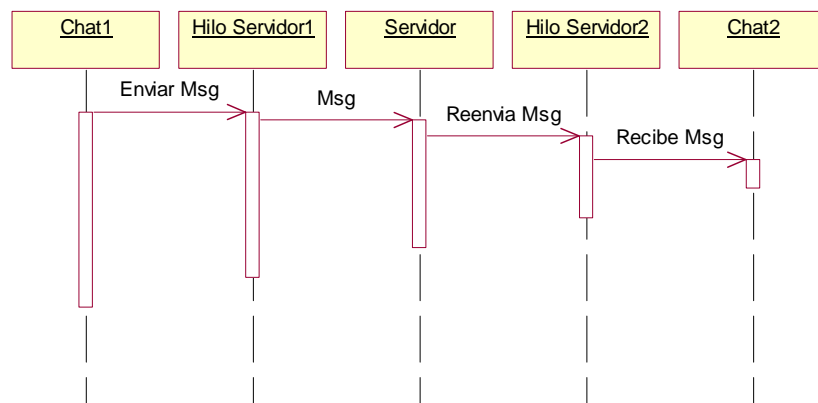 Chat1
Hilo Servidor1
Servidor
Hilo Servidor2
Chat2
Enviar Msg
Msg
Reenvia Msg
Recibe Msg